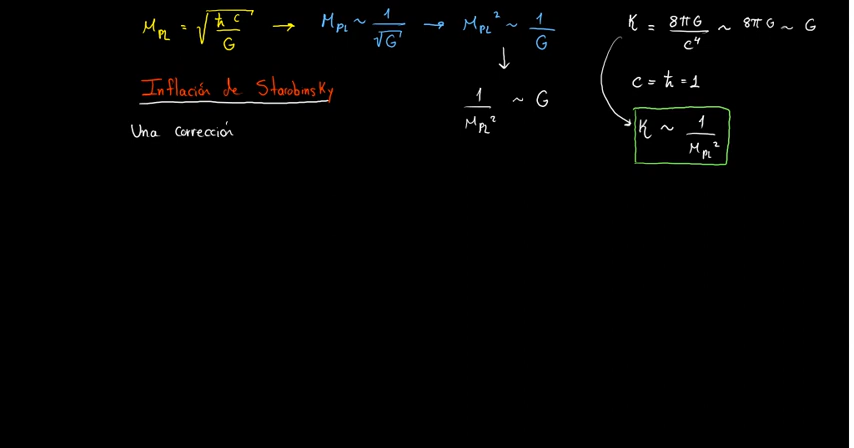 M_PL = √(ħc/G) → M_PL ~ 1/√G → M_PL² ~ 1/G
↓
1/M_PL² ~ G
K = 8πG/c⁴ ~ 8πG ~ G
c = ħ = 1
K ~ 1/M_PL²
Inflación de Starobinsky
Una corrección